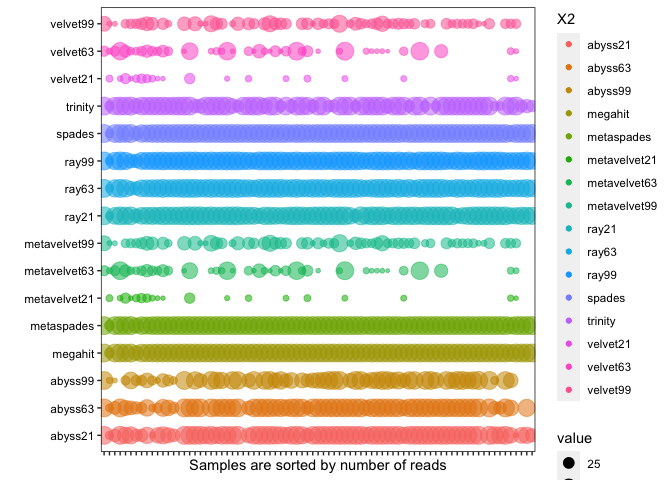 velvet99
velvet63
velvet21
trinity
spades
ray99
ray63
ray21
metavelvet99
metavelvet63
metavelvet21
metaspades
megahit
abyss99
abyss63
abyss21
Samples are sorted by number of reads
X2
abyss21
abyss63
abyss99
megahit
metaspades
metavelvet21
metavelvet63
metavelvet99
ray21
ray63
ray99
spades
trinity
velvet21
velvet63
velvet99
value
25